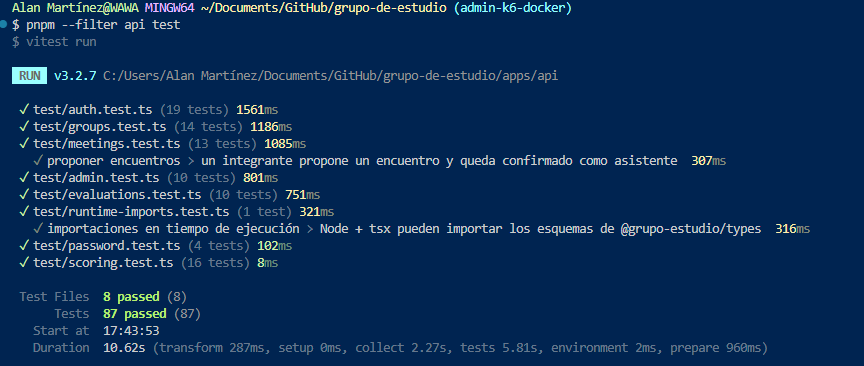 Alan Martínez@WAWA MINGW64 ~/Documents/GitHub/grupo-de-estudio (admin-k6-docker)
$ pnpm --filter api test
$ vitest run
RUN v3.2.7 C:/Users/Alan Martínez/Documents/GitHub/grupo-de-estudio/apps/api
✓ test/auth.test.ts (19 tests) 1561ms
✓ test/groups.test.ts (14 tests) 1186ms
✓ test/meetings.test.ts (13 tests) 1085ms
✓ proponer encuentros > un integrante propone un encuentro y queda confirmado como asistente 307ms
✓ test/admin.test.ts (10 tests) 801ms
✓ test/evaluations.test.ts (10 tests) 751ms
✓ test/runtime-imports.test.ts (1 test) 321ms
✓ importaciones en tiempo de ejecución > Node + tsx pueden importar los esquemas de @grupo-estudio/types 316ms
✓ test/password.test.ts (4 tests) 102ms
✓ test/scoring.test.ts (16 tests) 8ms
Test Files 8 passed (8)
Tests 87 passed (87)
Start at 17:43:53
Duration 10.62s (transform 287ms, setup 0ms, collect 2.27s, tests 5.81s, environment 2ms, prepare 960ms)